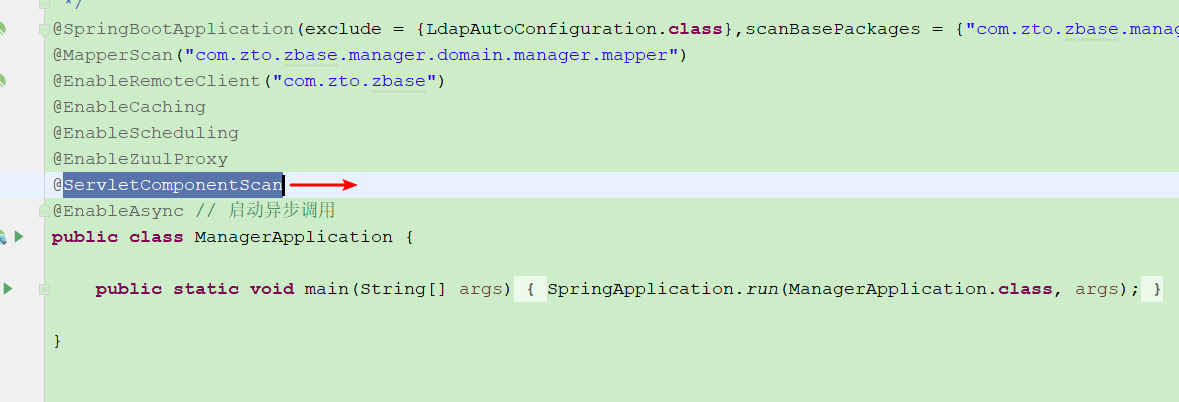 */
@SpringBootApplication(exclude = {LdapAutoConfiguration.class},scanBasePackages = {"com.zto.zbase.manag
@MapperScan("com.zto.zbase.manager.domain.manager.mapper")
@EnableRemoteClient("com.zto.zbase")
@EnableCaching
@EnableScheduling
@EnableZuulProxy
@ServletComponentScan
@EnableAsync // 启动异步调用
public class ManagerApplication {
public static void main(String[] args) { SpringApplication.run(ManagerApplication.class, args); }
}